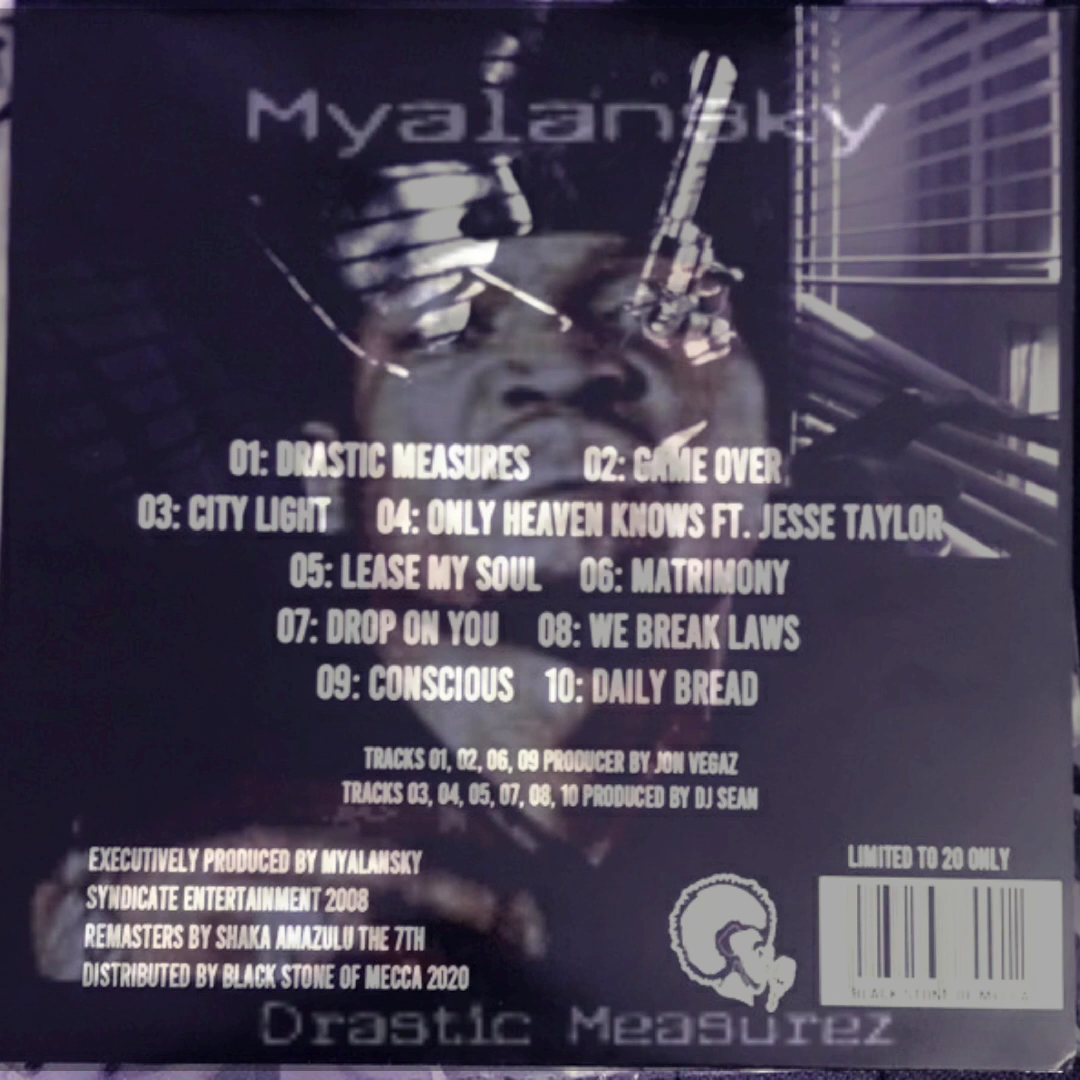 Myalansky
01: DRASTIC MEASURES 02: GAME OVER
03: CITY LIGHT 04: ONLY HEAVEN KNOWS FT. JESSE TAYLOR
05: LEASE MY SOUL 06: MATRIMONY
07: DROP ON YOU 08: WE BREAK LAWS
09: CONSCIOUS 10: DAILY BREAD
TRACKS 01, 02, 06, 09 PRODUCER BY JON VEGAZ
TRACKS 03, 04, 05, 07, 08, 10 PRODUCED BY DJ SEAN
EXECUTIVELY PRODUCED BY MYALANSKY
SYNDICATE ENTERTAINMENT 2008
REMASTERS BY SHAKA AMAZULU THE 7TH
DISTRIBUTED BY BLACK STONE OF MECCA 2020
LIMITED TO 20 ONLY
BLACK STONE OF MECCA
Drastic Measurez